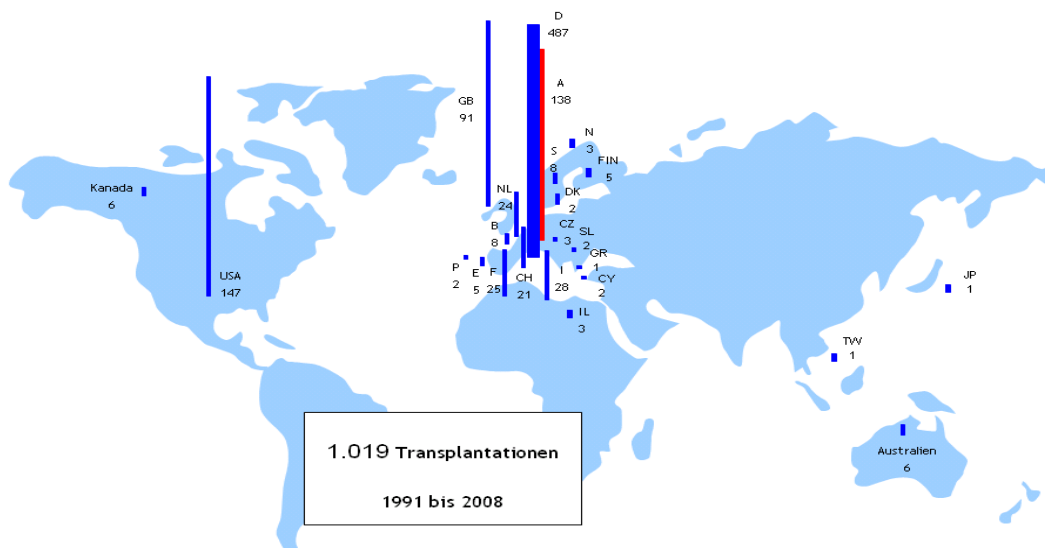 D
487
A
138
GB
91
N
3
S
8
FIN
5
NL
24
DK
2
Kanada
6
B
8
CZ
3
SL
2
GR
1
P
2
E
5
F
25
CH
21
I
28
CY
2
USA
147
JP
1
IL
3
TW
1
Australien
6
1.019 Transplantationen
1991 bis 2008